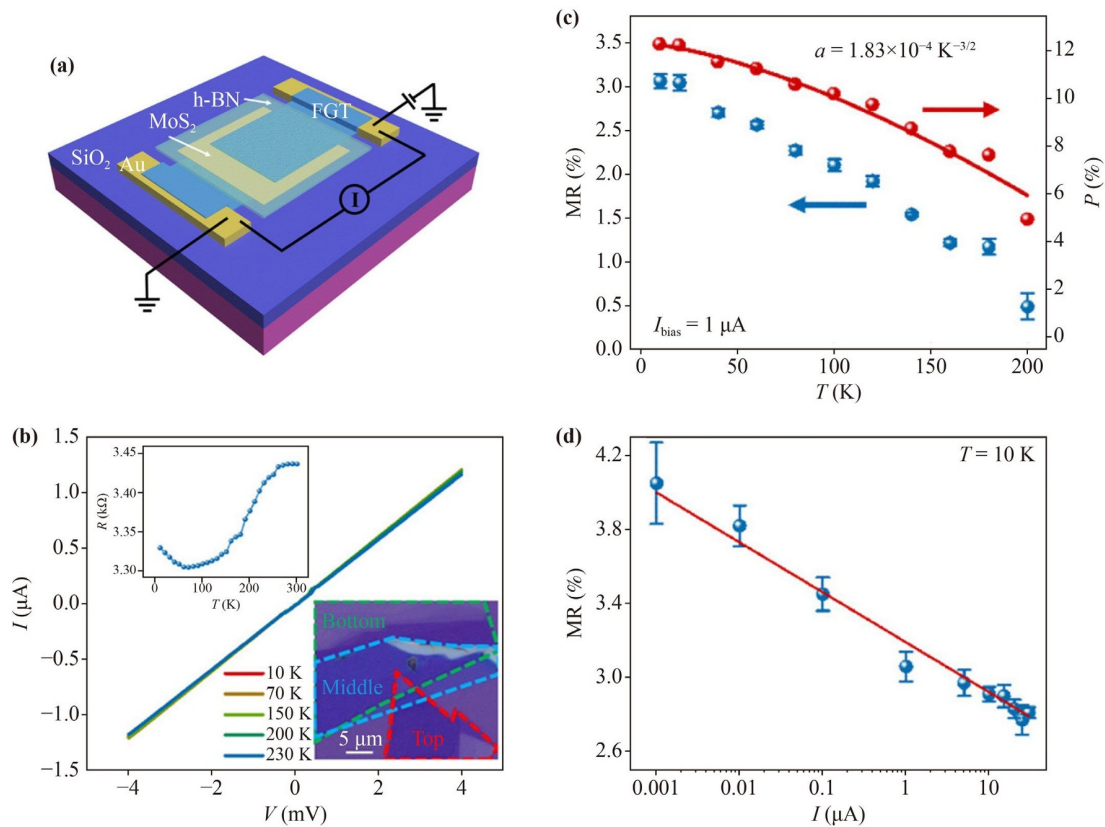 (a)
h-BN
FGT
MoS₂
SiO₂
Au
I
(b)
I (μA)
1.5
1.0
0.5
0.0
−0.5
−1.0
−1.5
−4
−2
0
2
4
V (mV)
R (kΩ)
3.45
3.40
3.35
3.30
0
100
200
300
T (K)
10 K
70 K
150 K
200 K
230 K
Bottom
Middle
Top
5 μm
(c)
MR (%)
3.5
3.0
2.5
2.0
1.5
1.0
0.5
0.0
a = 1.83×10⁻⁴ K⁻³ᐟ²
I_bias = 1 μA
12
10
8
6
4
2
0
P (%)
0
50
100
150
200
T (K)
(d)
T = 10 K
MR (%)
4.2
3.8
3.4
3.0
2.6
0.001
0.01
0.1
1
10
I (μA)